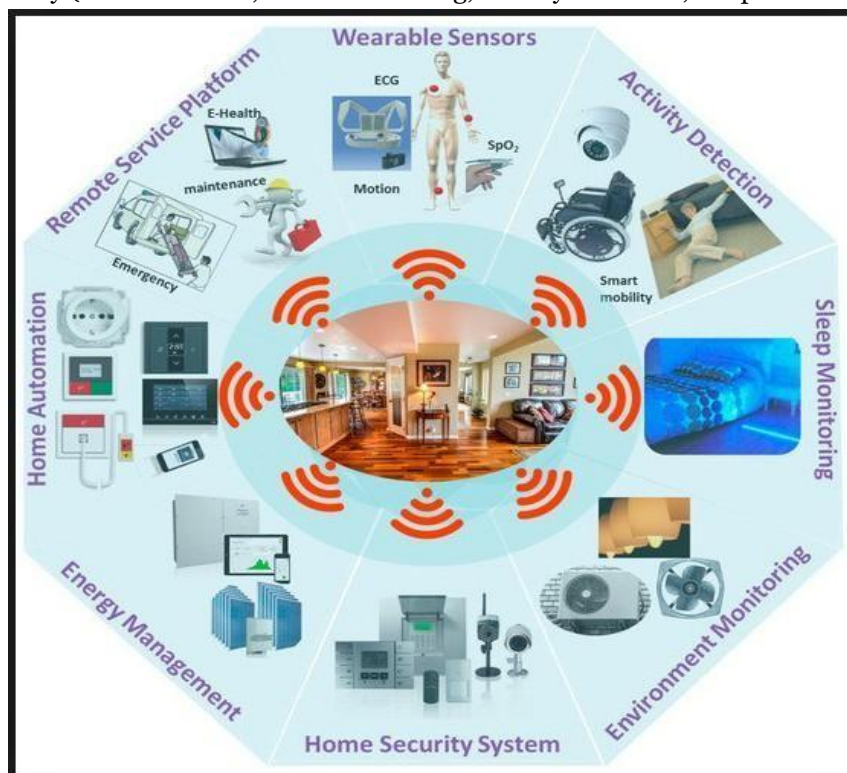 Wearable Sensors
ECG
SpO₂
Motion
Activity Detection
Smart
mobility
Sleep Monitoring
Environment Monitoring
Home Security System
Energy Management
Home Automation
Remote Service Platform
E-Health
maintenance
Emergency